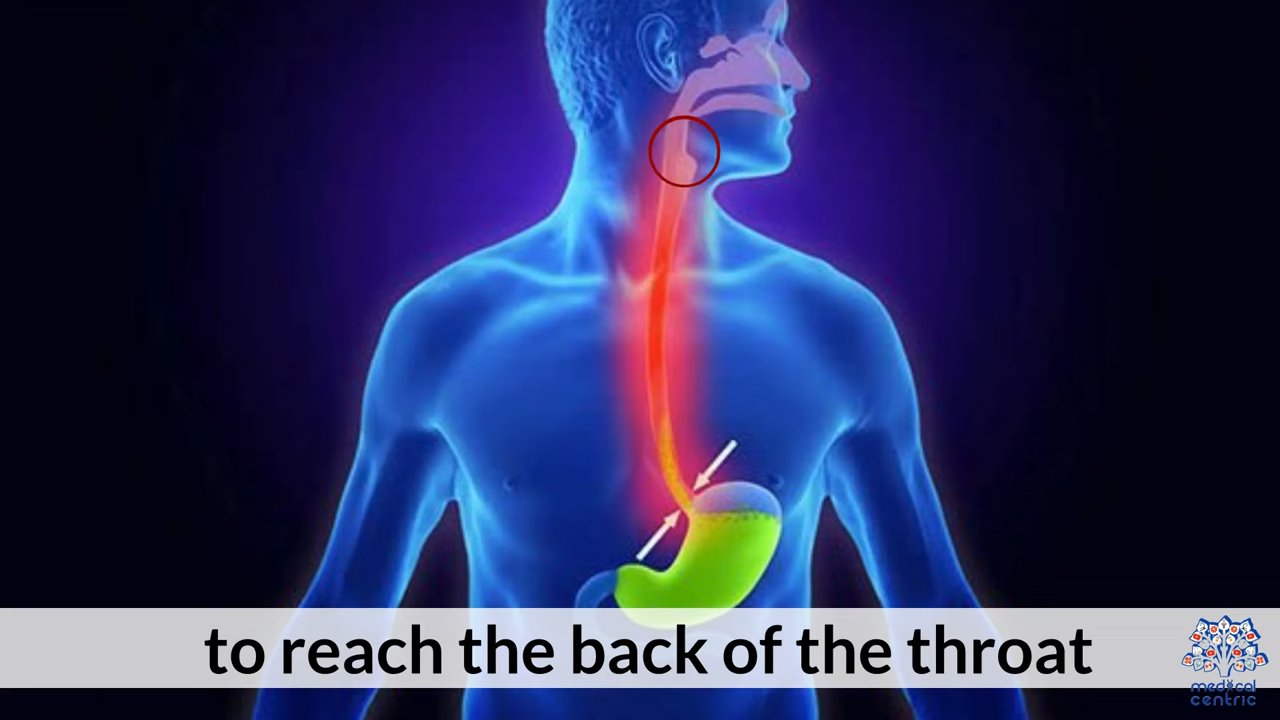 to reach the back of the throat
medical
centric